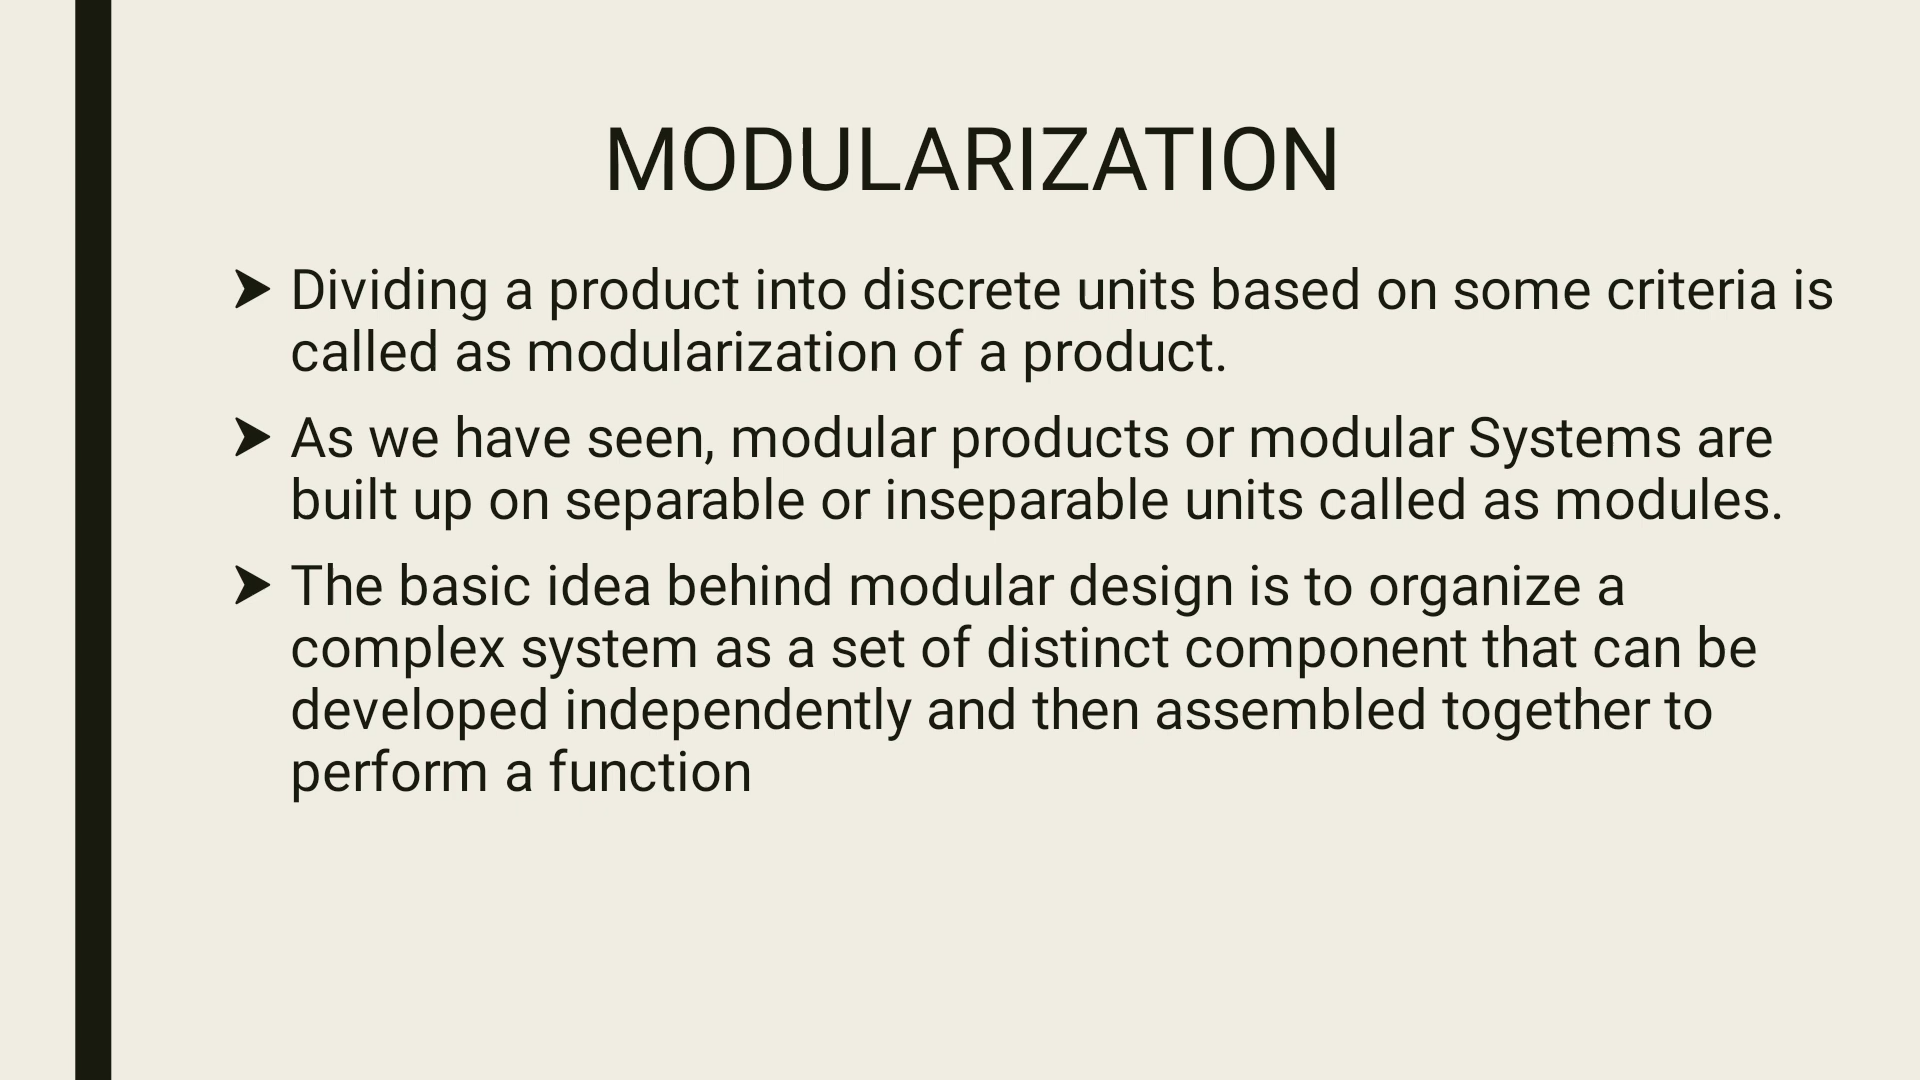 MODULARIZATION
➤ Dividing a product into discrete units based on some criteria is
called as modularization of a product.
➤ As we have seen, modular products or modular Systems are
built up on separable or inseparable units called as modules.
➤ The basic idea behind modular design is to organize a
complex system as a set of distinct component that can be
developed independently and then assembled together to
perform a function